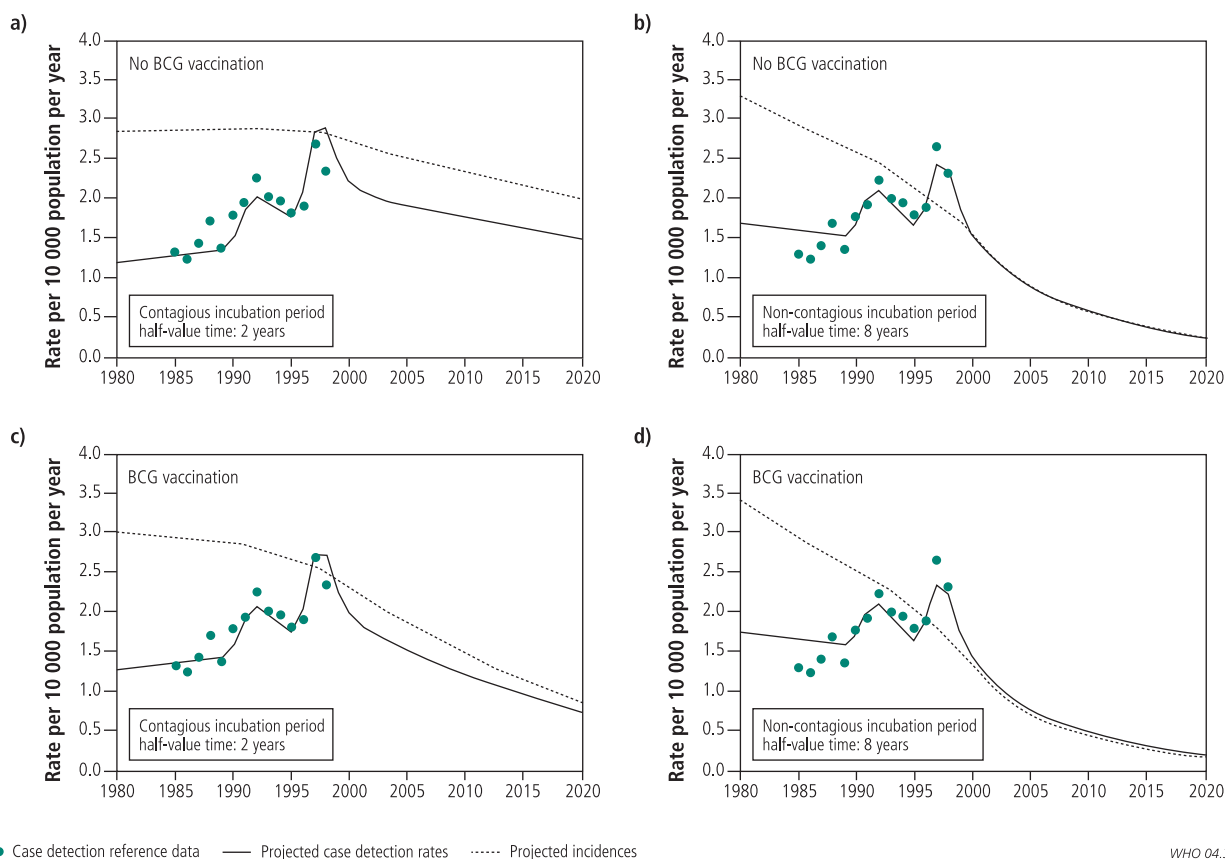 a)
Rate per 10 000 population per year
4.0
3.5
3.0
2.5
2.0
1.5
1.0
0.5
0.0
No BCG vaccination
Contagious incubation period
half-value time: 2 years
1980 1985 1990 1995 2000 2005 2010 2015 2020
b)
Rate per 10 000 population per year
4.0
3.5
3.0
2.5
2.0
1.5
1.0
0.5
0.0
No BCG vaccination
Non-contagious incubation period
half-value time: 8 years
1980 1985 1990 1995 2000 2005 2010 2015 2020
c)
Rate per 10 000 population per year
4.0
3.5
3.0
2.5
2.0
1.5
1.0
0.5
0.0
BCG vaccination
Contagious incubation period
half-value time: 2 years
1980 1985 1990 1995 2000 2005 2010 2015 2020
d)
Rate per 10 000 population per year
4.0
3.5
3.0
2.5
2.0
1.5
1.0
0.5
0.0
BCG vaccination
Non-contagious incubation period
half-value time: 8 years
1980 1985 1990 1995 2000 2005 2010 2015 2020
Case detection reference data Projected case detection rates Projected incidences
WHO 04..